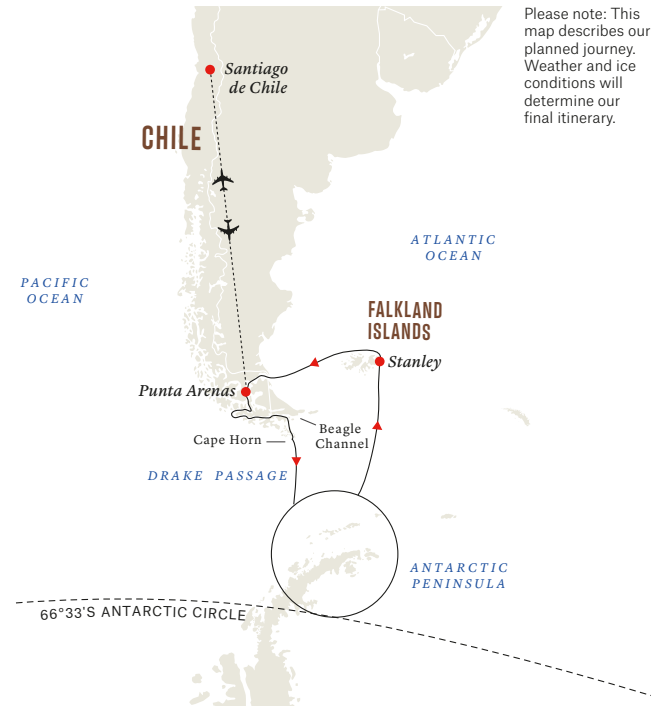 Please note: This
map describes our
planned journey.
Weather and ice
conditions will
determine our
final itinerary.
Santiago
de Chile
CHILE
ATLANTIC
OCEAN
PACIFIC
OCEAN
FALKLAND
ISLANDS
Stanley
Punta Arenas
Beagle
Channel
Cape Horn
DRAKE PASSAGE
ANTARCTIC
PENINSULA
66°33'S ANTARCTIC CIRCLE